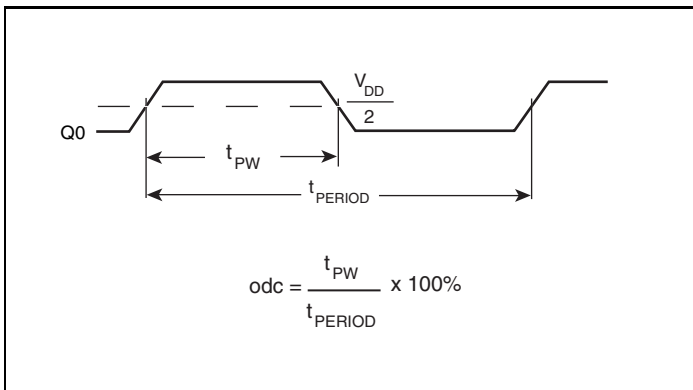 V_DD
2
Q0
t_PW
t_PERIOD
t_PW
odc = ――― x 100%
t_PERIOD